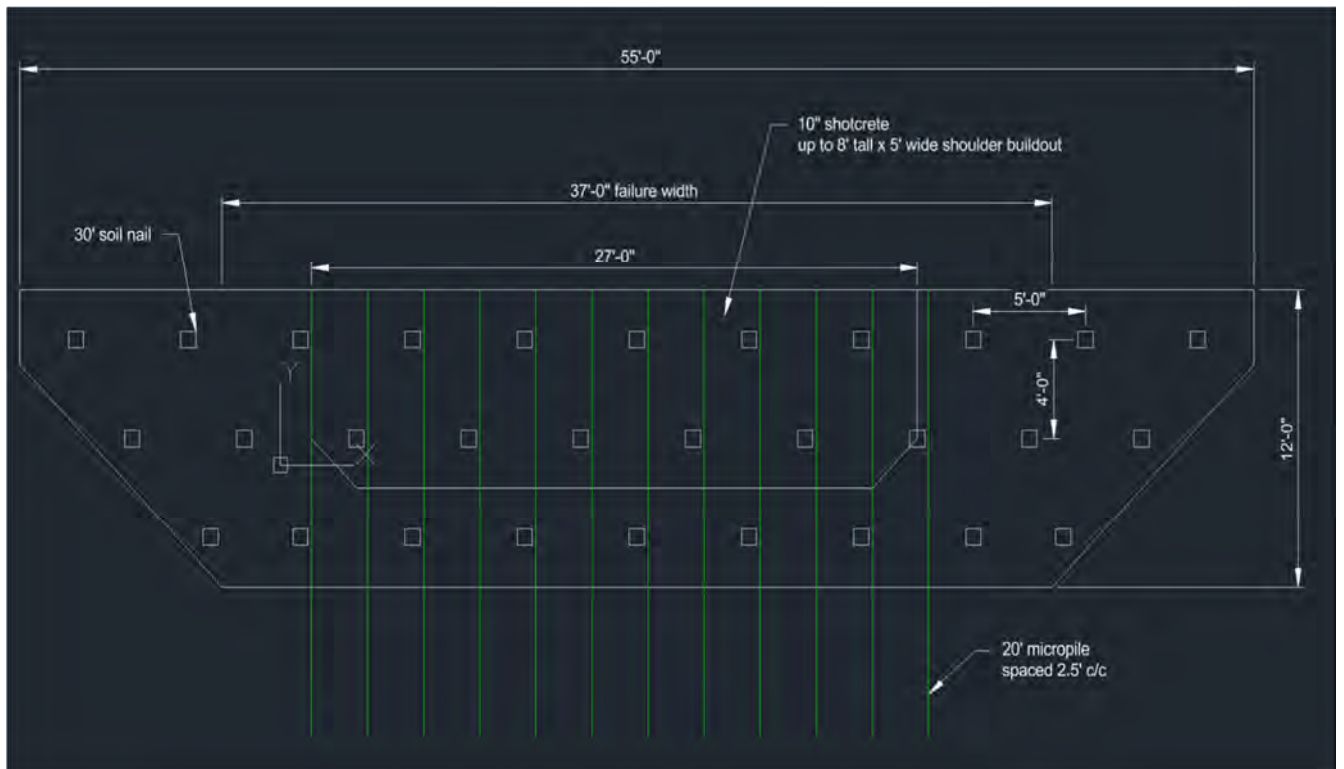 55'-0"
10" shotcrete
up to 8' tall x 5' wide shoulder buildout
37'-0" failure width
30' soil nail
27'-0"
5'-0"
4'-0"
12'-0"
Y
X
20' micropile
spaced 2.5' c/c